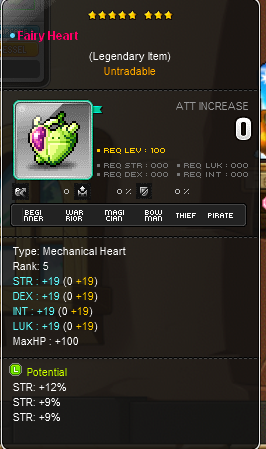 Fairy Heart
(Legendary Item)
Untradable
ATT INCREASE
0
REQ LEV : 100
REQ STR : 000 REQ LUK : 000
REQ DEX : 000 REQ INT : 000
0 0 % 0 %
BEGINNER WARRIOR MAGICIAN BOWMAN THIEF PIRATE
Type: Mechanical Heart
Rank: 5
STR : +19 (0 +19)
DEX : +19 (0 +19)
INT : +19 (0 +19)
LUK : +19 (0 +19)
MaxHP : +100
L Potential
STR: +12%
STR: +9%
STR: +9%